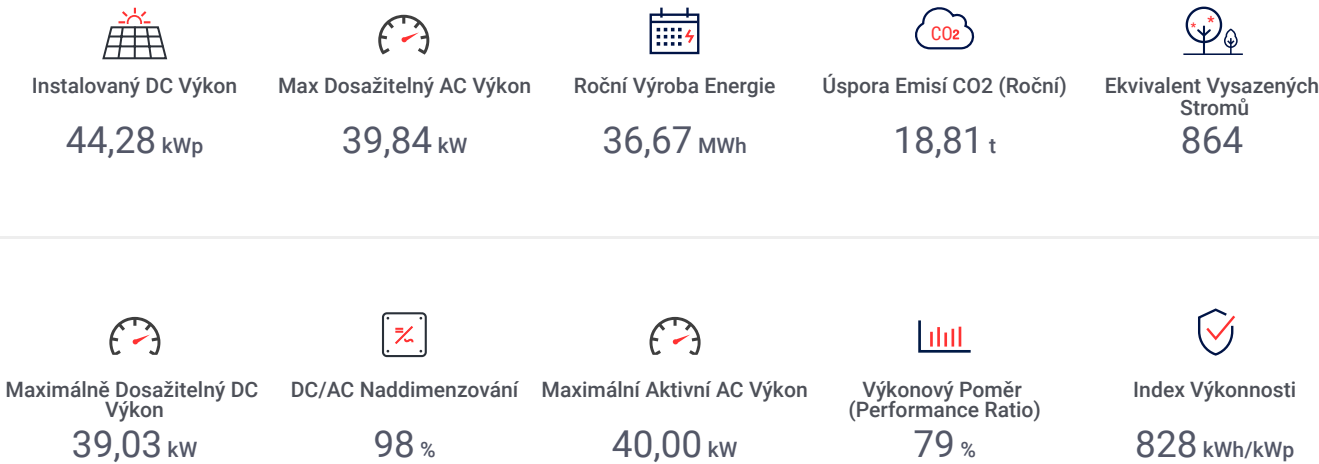 CO2
Instalovaný DC Výkon
Max Dosažitelný AC Výkon
Roční Výroba Energie
Úspora Emisí CO2 (Roční)
Ekvivalent Vysazených
Stromů
44,28 kWp
39,84 kW
36,67 MWh
18,81 t
864
Maximálně Dosažitelný DC
Výkon
DC/AC Naddimenzování
Maximální Aktivní AC Výkon
Výkonový Poměr
(Performance Ratio)
Index Výkonnosti
39,03 kW
98 %
40,00 kW
79 %
828 kWh/kWp